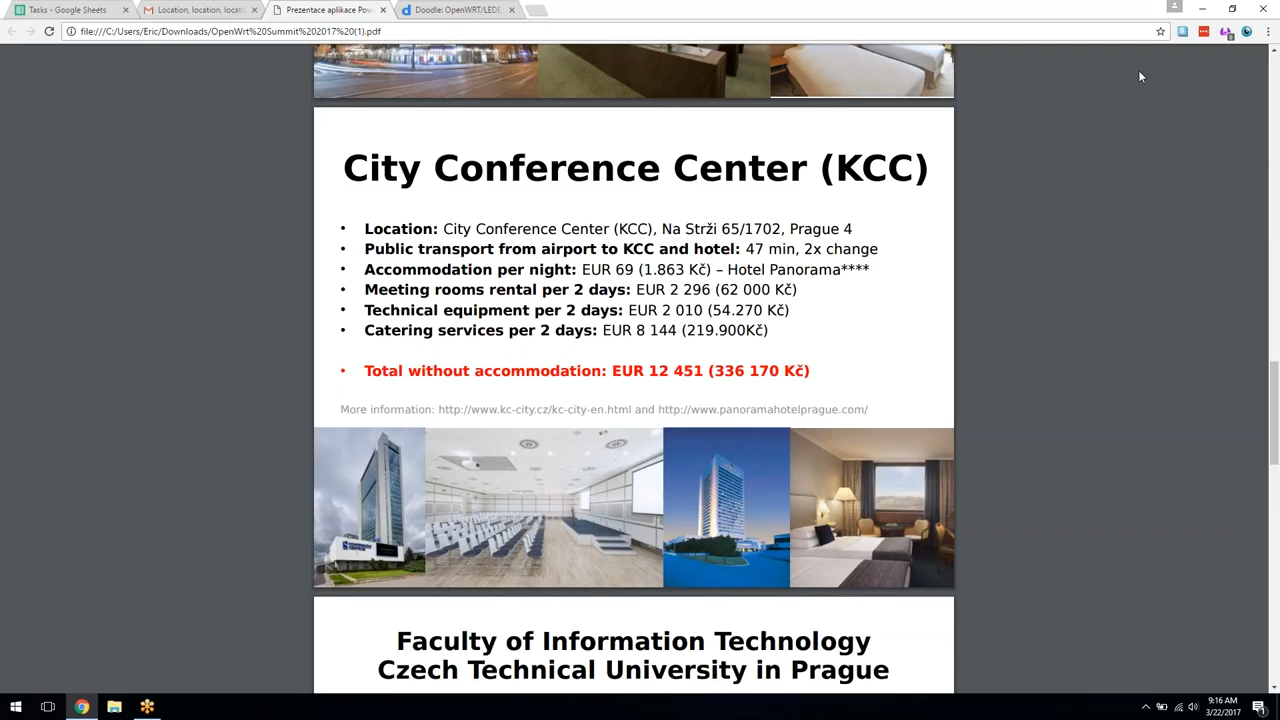 Tasks - Google Sheets
Location, location, locati
Prezentace aplikace Pow
Doodle: OpenWRT/LEDE
file:///C:/Users/Eric/Downloads/OpenWrt%20Summit%202017%20(1).pdf
City Conference Center (KCC)
• Location: City Conference Center (KCC), Na Strži 65/1702, Prague 4
• Public transport from airport to KCC and hotel: 47 min, 2x change
• Accommodation per night: EUR 69 (1.863 Kč) – Hotel Panorama****
• Meeting rooms rental per 2 days: EUR 2 296 (62 000 Kč)
• Technical equipment per 2 days: EUR 2 010 (54.270 Kč)
• Catering services per 2 days: EUR 8 144 (219.900Kč)
• Total without accommodation: EUR 12 451 (336 170 Kč)
More information: http://www.kc-city.cz/kc-city-en.html and http://www.panoramahotelprague.com/
Faculty of Information Technology
Czech Technical University in Prague
9:16 AM
3/22/2017